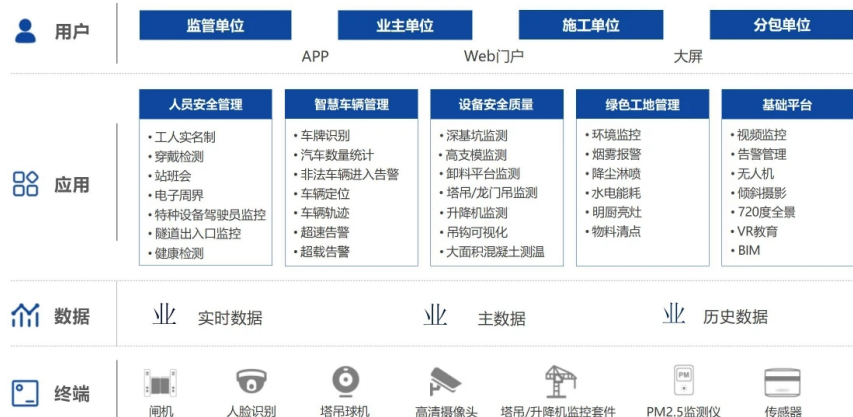 用户
监管单位
业主单位
施工单位
分包单位
APP
Web门户
大屏
应用
人员安全管理
• 工人实名制
• 穿戴检测
• 站班会
• 电子周界
• 特种设备驾驶员监控
• 隧道出入口监控
• 健康检测
智慧车辆管理
• 车牌识别
• 汽车数量统计
• 非法车辆进入告警
• 车辆定位
• 车辆轨迹
• 超速告警
• 超载告警
设备安全质量
• 深基坑监测
• 高支模监测
• 卸料平台监测
• 塔吊/龙门吊监测
• 升降机监测
• 吊钩可视化
• 大面积混凝土测温
绿色工地管理
• 环境监控
• 烟雾报警
• 降尘淋喷
• 水电能耗
• 明厨亮灶
• 物料清点
基础平台
• 视频监控
• 告警管理
• 无人机
• 倾斜摄影
• 720度全景
• VR教育
• BIM
数据
业 实时数据
业 主数据
业 历史数据
终端
闸机
人脸识别
塔吊球机
高清摄像头
塔吊/升降机监控套件
PM
PM2.5监测仪
传感器